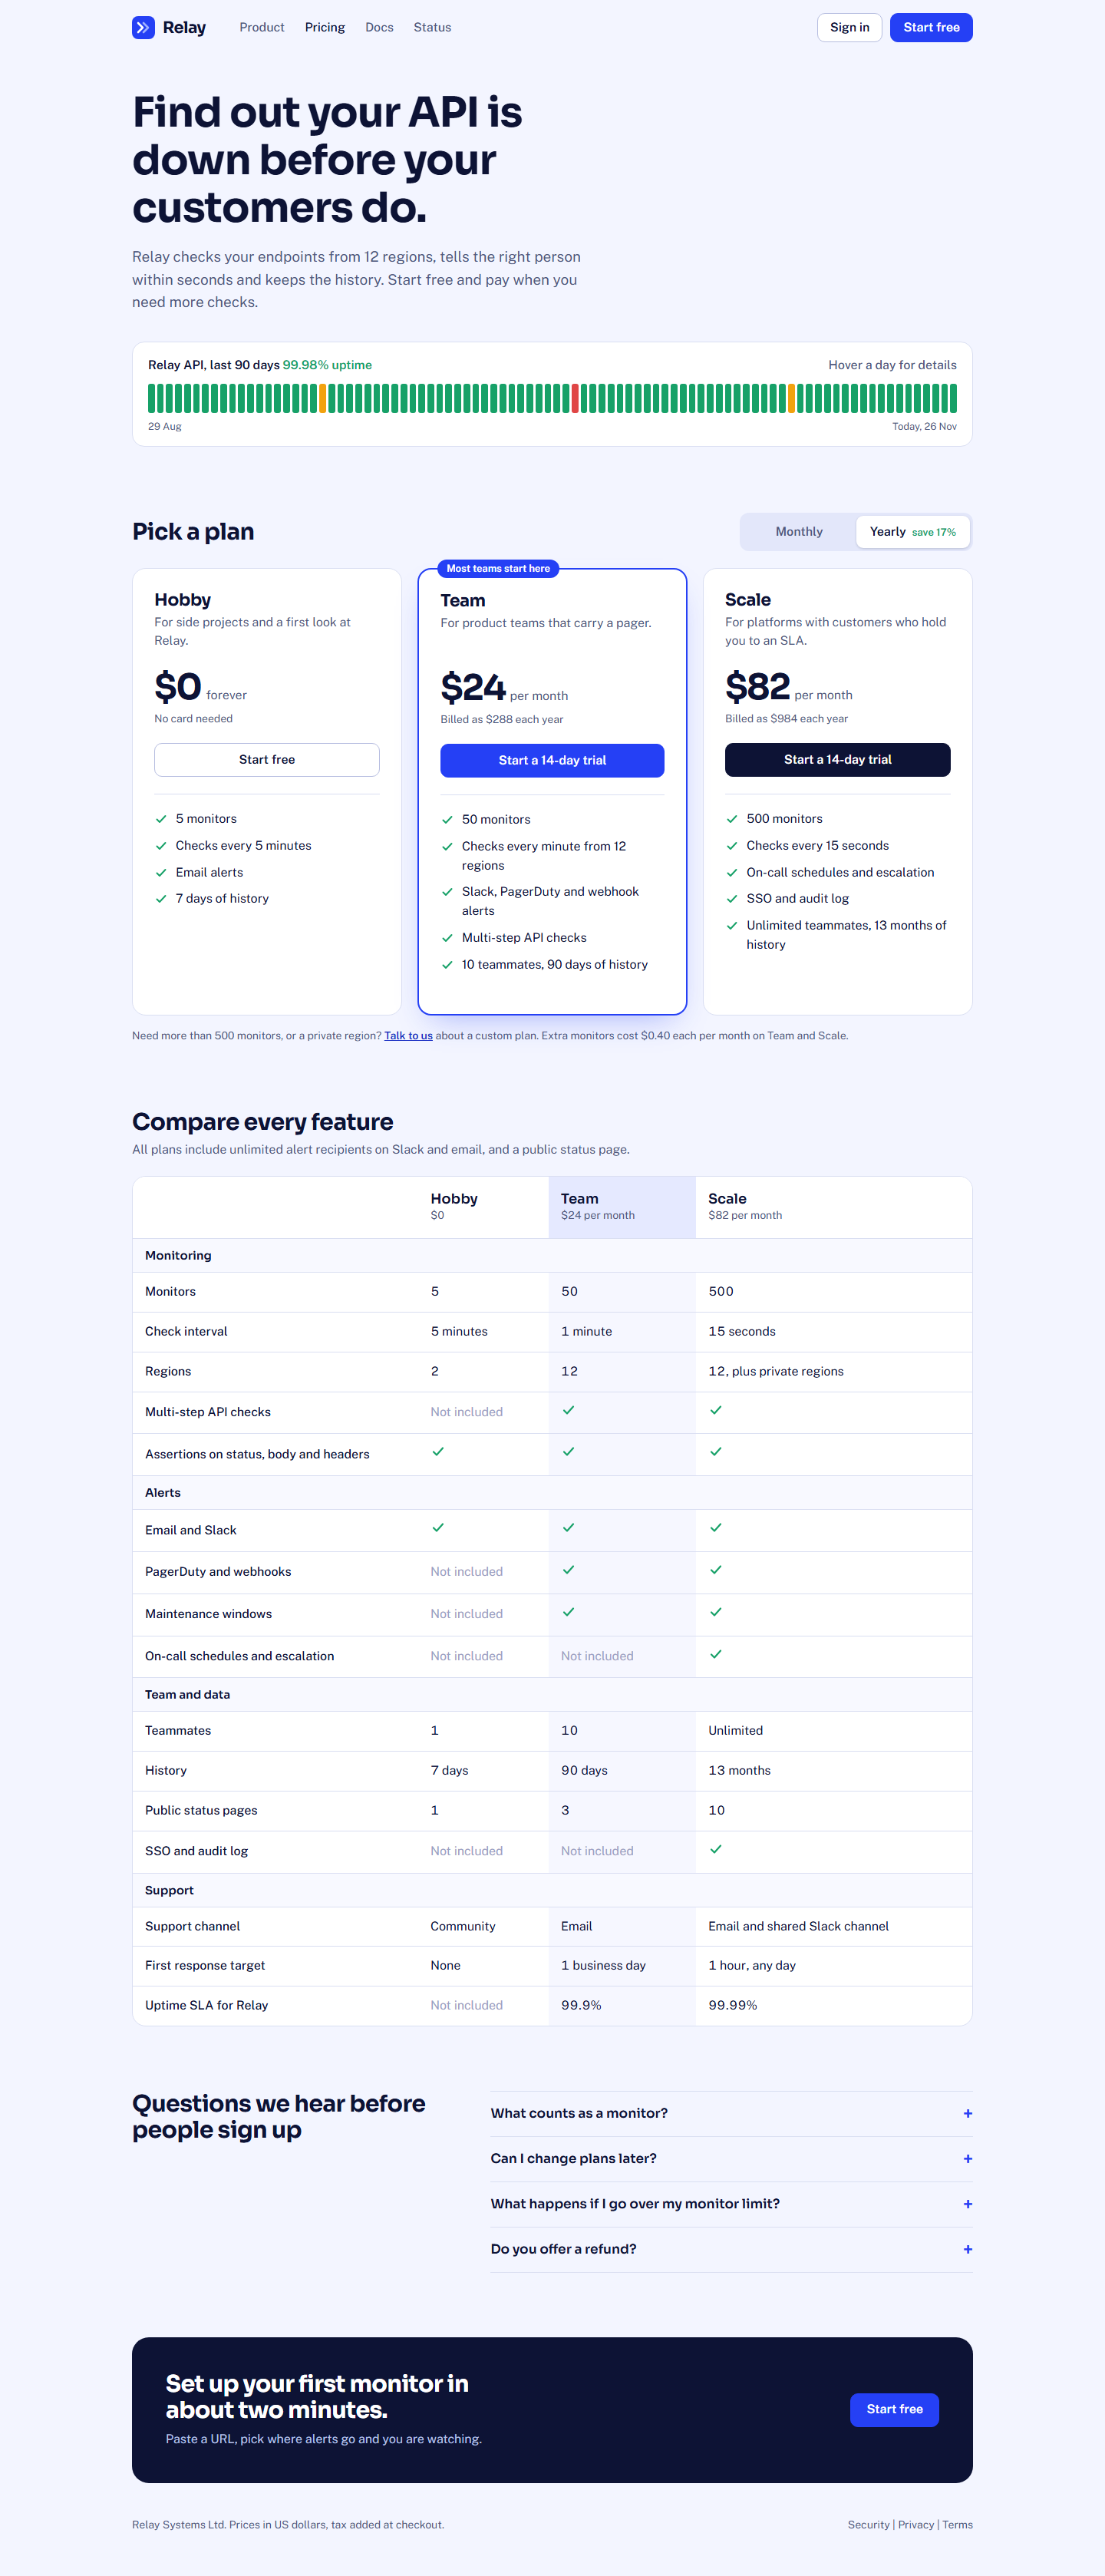 Relay
Product Pricing Docs Status
Sign in Start free
Find out your API is
down before your
customers do.
Relay checks your endpoints from 12 regions, tells the right person
within seconds and keeps the history. Start free and pay when you
need more checks.
Relay API, last 90 days 99.98% uptime
Hover a day for details
29 Aug
Today, 26 Nov
Pick a plan
Monthly
Yearly save 17%
Hobby
For side projects and a first look at
Relay.
$0 forever
No card needed
Start free
5 monitors
Checks every 5 minutes
Email alerts
7 days of history
Most teams start here
Team
For product teams that carry a pager.
$24 per month
Billed as $288 each year
Start a 14-day trial
50 monitors
Checks every minute from 12
regions
Slack, PagerDuty and webhook
alerts
Multi-step API checks
10 teammates, 90 days of history
Scale
For platforms with customers who hold
you to an SLA.
$82 per month
Billed as $984 each year
Start a 14-day trial
500 monitors
Checks every 15 seconds
On-call schedules and escalation
SSO and audit log
Unlimited teammates, 13 months of
history
Need more than 500 monitors, or a private region? Talk to us about a custom plan. Extra monitors cost $0.40 each per month on Team and Scale.
Compare every feature
All plans include unlimited alert recipients on Slack and email, and a public status page.
Hobby Team Scale
$0 $24 per month $82 per month
Monitoring
Monitors 5 50 500
Check interval 5 minutes 1 minute 15 seconds
Regions 2 12 12, plus private regions
Multi-step API checks Not included
Assertions on status, body and headers
Alerts
Email and Slack
PagerDuty and webhooks Not included
Maintenance windows Not included
On-call schedules and escalation Not included Not included
Team and data
Teammates 1 10 Unlimited
History 7 days 90 days 13 months
Public status pages 1 3 10
SSO and audit log Not included Not included
Support
Support channel Community Email Email and shared Slack channel
First response target None 1 business day 1 hour, any day
Uptime SLA for Relay Not included 99.9% 99.99%
Questions we hear before
people sign up
What counts as a monitor? +
Can I change plans later? +
What happens if I go over my monitor limit? +
Do you offer a refund? +
Set up your first monitor in
about two minutes.
Paste a URL, pick where alerts go and you are watching.
Start free
Relay Systems Ltd. Prices in US dollars, tax added at checkout.
Security | Privacy | Terms